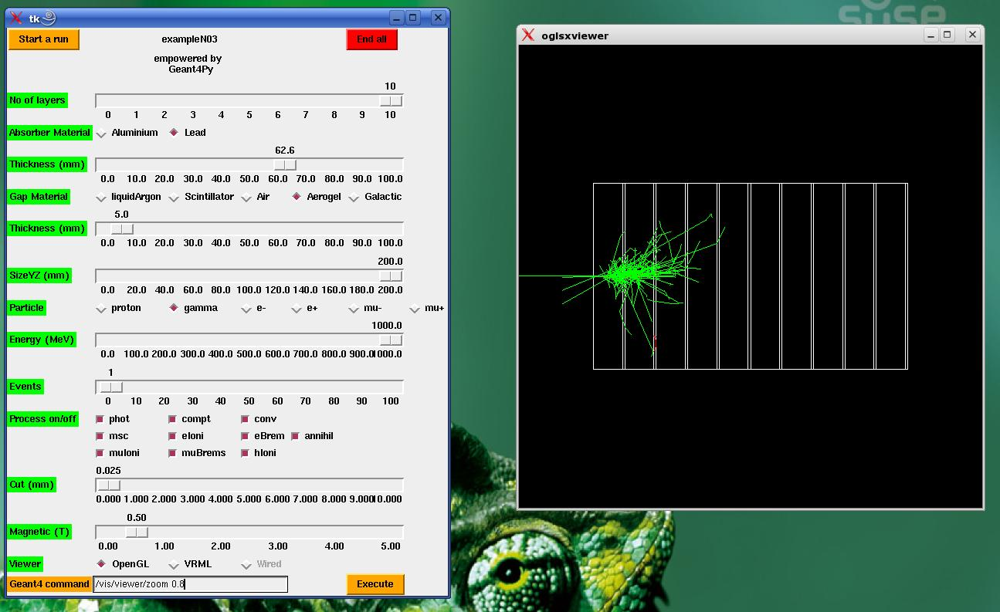 tk
Start a run exampleN03 End all
empowered by
Geant4Py
10
No of layers
0 1 2 3 4 5 6 7 8 9 10
Absorber Material Aluminium Lead
62.6
Thickness (mm)
0.0 10.0 20.0 30.0 40.0 50.0 60.0 70.0 80.0 90.0 100.0
Gap Material liquidArgon Scintillator Air Aerogel Galactic
5.0
Thickness (mm)
0.0 10.0 20.0 30.0 40.0 50.0 60.0 70.0 80.0 90.0 100.0
200.0
SizeYZ (mm)
0.0 20.0 40.0 60.0 80.0 100.0 120.0 140.0 160.0 180.0 200.0
Particle proton gamma e- e+ mu- mu+
1000.0
Energy (MeV)
0.0 100.0 200.0 300.0 400.0 500.0 600.0 700.0 800.0 900.0 1000.0
1
Events
0 10 20 30 40 50 60 70 80 90 100
Process on/off phot compt conv
msc eIoni eBrem annihil
muIoni muBrems hIoni
0.025
Cut (mm)
0.000 1.000 2.000 3.000 4.000 5.000 6.000 7.000 8.000 9.000 10.000
0.50
Magnetic (T)
0.00 1.00 2.00 3.00 4.00 5.00
Viewer OpenGL VRML Wired
Geant4 command /vis/viewer/zoom 0.8 Execute
suse
oglsxviewer